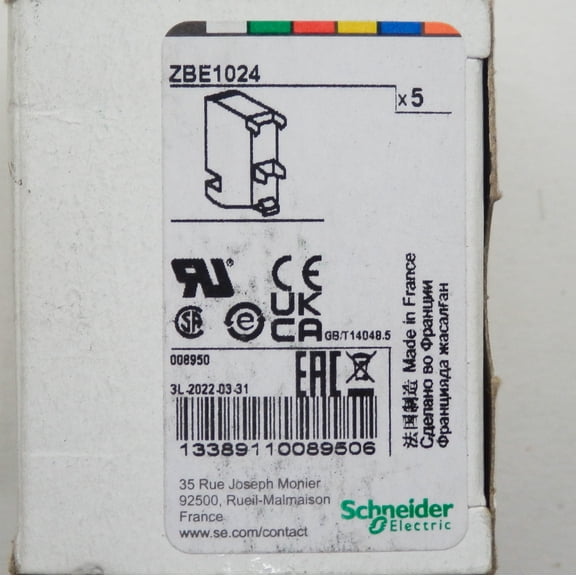 ZBE1024
x 5
CE
UK
CA
SA
e
GB/T14048.5
008950
EAC
3L-2022-03-31
13389110089506
法国制造 Made in France
Сделано во Франции
Францияда жасалған
35 Rue Joseph Monier
92500, Rueil-Malmaison
France
www.se.com/contact
Schneider
Electric